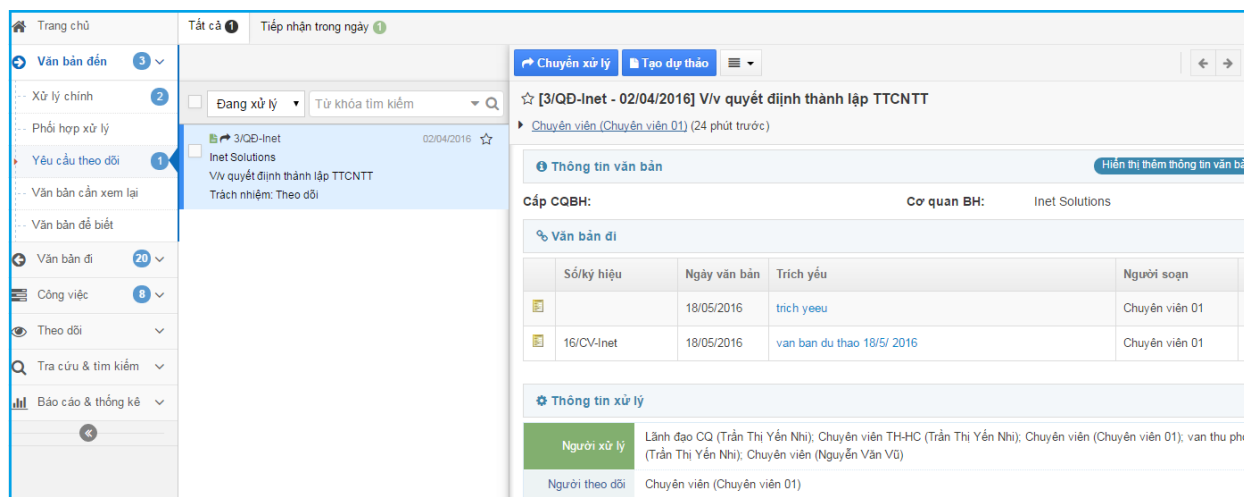 Trang chủ
Văn bản đến 3
Xử lý chính 2
Phối hợp xử lý
Yêu cầu theo dõi 1
Văn bản cần xem lại
Văn bản để biết
Văn bản đi 20
Công việc 8
Theo dõi
Tra cứu & tìm kiếm
Báo cáo & thống kê
Tất cả 1 Tiếp nhận trong ngày 1
Đang xử lý Từ khóa tìm kiếm
3/QĐ-Inet 02/04/2016
Inet Solutions
V/v quyết điịnh thành lập TTCNTT
Trách nhiệm: Theo dõi
Chuyển xử lý Tạo dự thảo
[3/QĐ-Inet - 02/04/2016] V/v quyết điịnh thành lập TTCNTT
Chuyên viên (Chuyên viên 01) (24 phút trước)
Thông tin văn bản Hiển thị thêm thông tin văn bả
Cấp CQBH: Cơ quan BH: Inet Solutions
Văn bản đi
Số/ký hiệu Ngày văn bản Trích yếu Người soạn
18/05/2016 trich yeeu Chuyên viên 01
16/CV-Inet 18/05/2016 van ban du thao 18/5/ 2016 Chuyên viên 01
Thông tin xử lý
Người xử lý Lãnh đạo CQ (Trần Thị Yến Nhi); Chuyên viên TH-HC (Trần Thị Yến Nhi); Chuyên viên (Chuyên viên 01); van thu pho
(Trần Thị Yến Nhi); Chuyên viên (Nguyễn Văn Vũ)
Người theo dõi Chuyên viên (Chuyên viên 01)